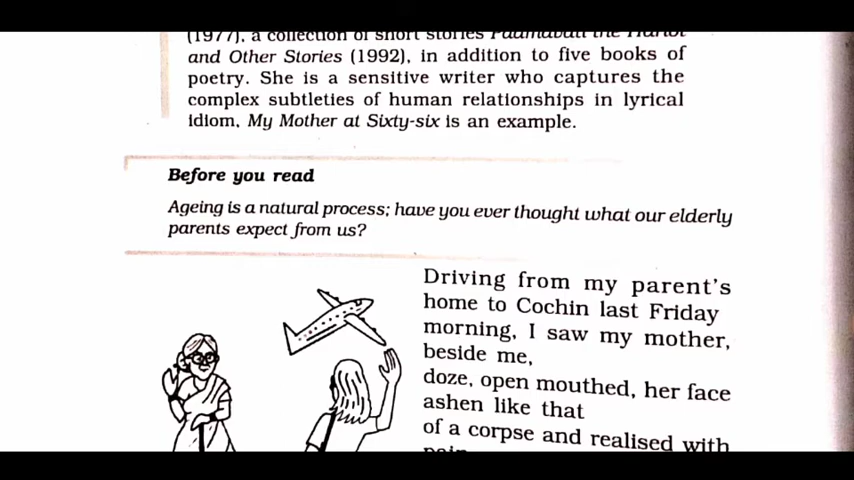 (1977), a collection of short stories Padmavati the Harlot
and Other Stories (1992), in addition to five books of
poetry. She is a sensitive writer who captures the
complex subtleties of human relationships in lyrical
idiom. My Mother at Sixty-six is an example.
Before you read
Ageing is a natural process; have you ever thought what our elderly
parents expect from us?
Driving from my parent's
home to Cochin last Friday
morning, I saw my mother,
beside me,
doze, open mouthed, her face
ashen like that
of a corpse and realised with
pain